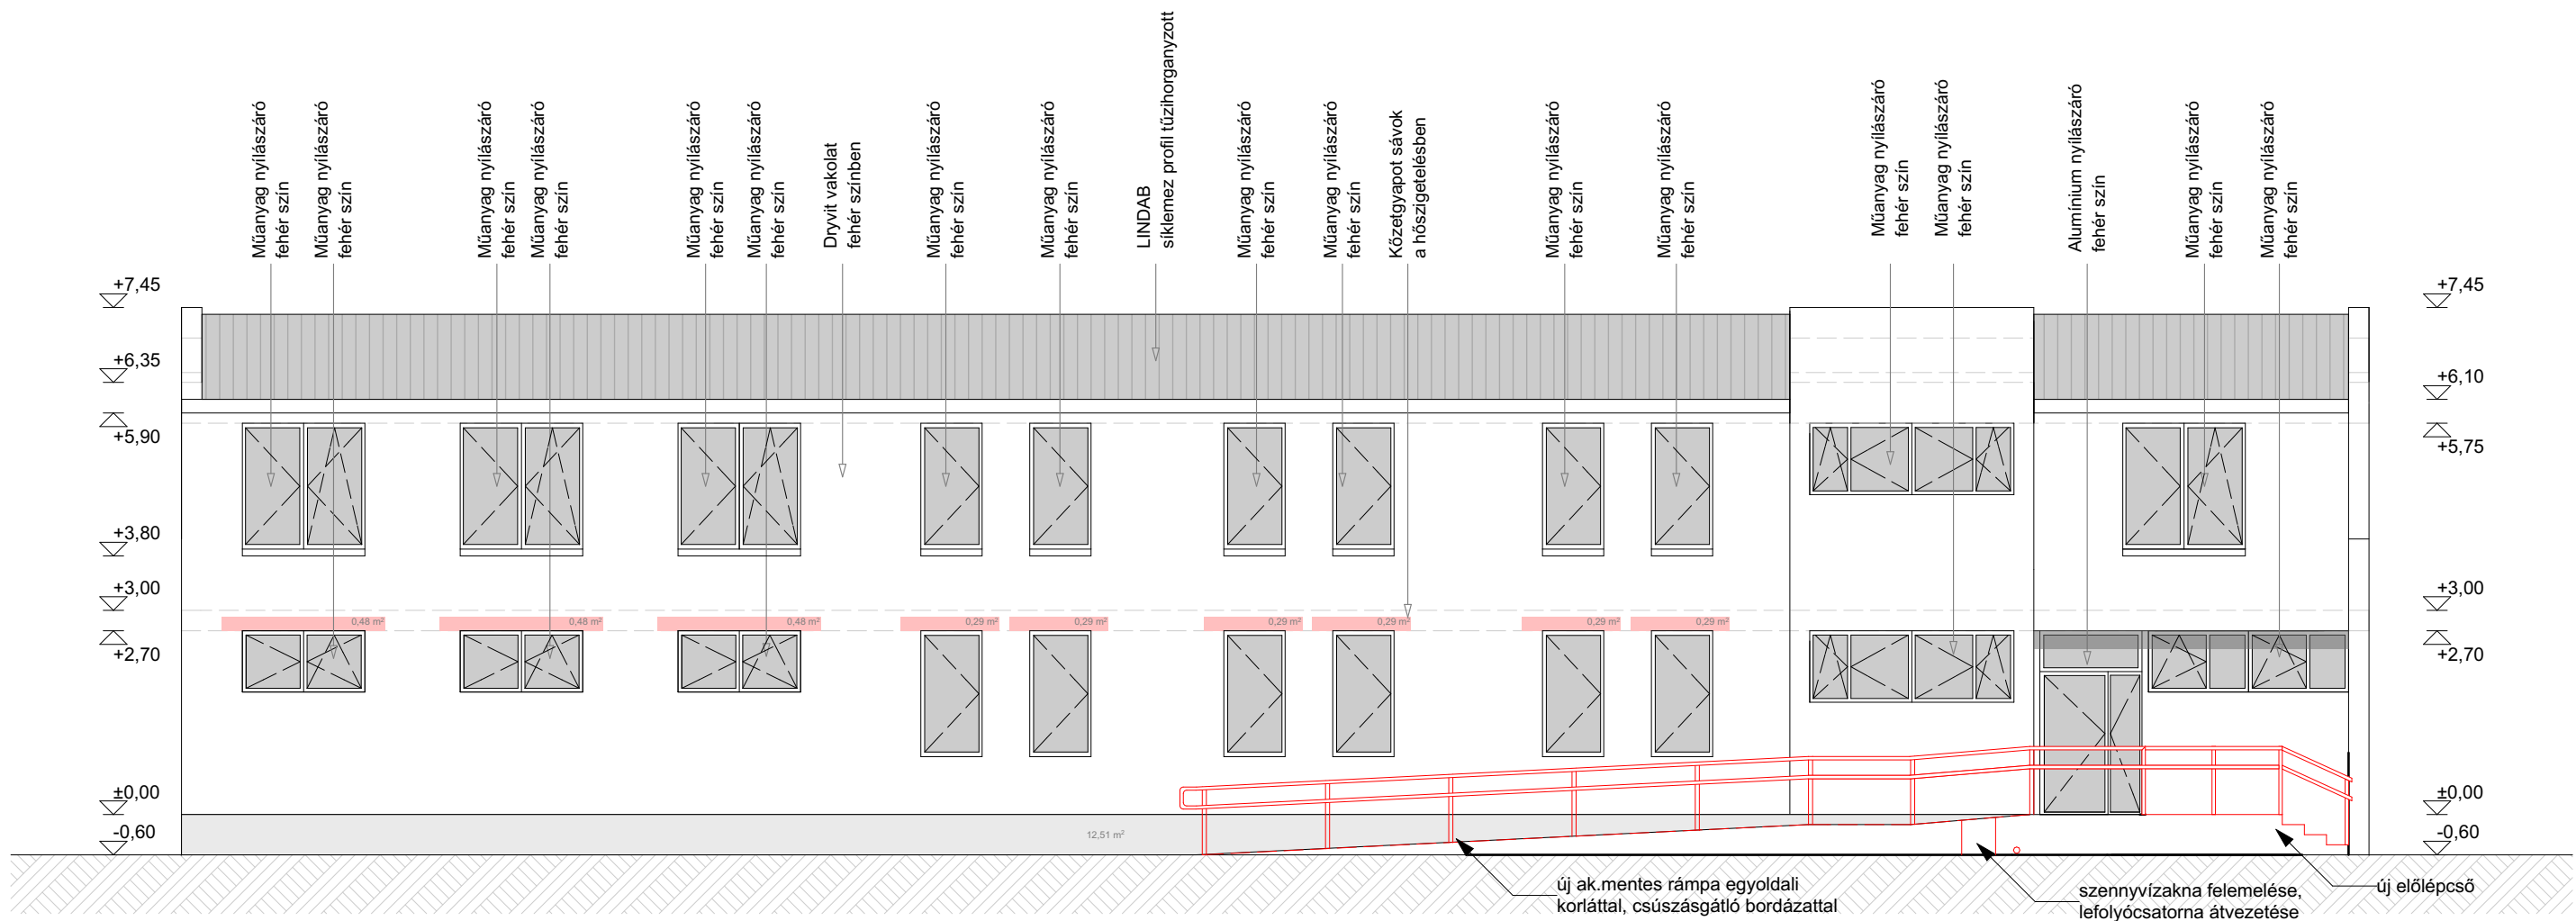 Műanyag nyílászáró
fehér szín
Műanyag nyílászáró
fehér szín
Műanyag nyílászáró
fehér szín
Műanyag nyílászáró
fehér szín
Műanyag nyílászáró
fehér szín
Műanyag nyílászáró
fehér szín
Dryvit vakolat
fehér színben
Műanyag nyílászáró
fehér szín
Műanyag nyílászáró
fehér szín
LINDAB
síklemez profil tűzihorganyzott
Műanyag nyílászáró
fehér szín
Műanyag nyílászáró
fehér szín
Kőzetgyapot sávok
a hőszigetelésben
Műanyag nyílászáró
fehér szín
Műanyag nyílászáró
fehér szín
Műanyag nyílászáró
fehér szín
Műanyag nyílászáró
fehér szín
Alumínium nyílászáró
fehér szín
Műanyag nyílászáró
fehér szín
Műanyag nyílászáró
fehér szín
+7,45
+6,35
+5,90
+3,80
+3,00
+2,70
±0,00
-0,60
+7,45
+6,10
+5,75
+3,00
+2,70
±0,00
-0,60
0,48 m²
0,48 m²
0,48 m²
0,29 m²
0,29 m²
0,29 m²
0,29 m²
0,29 m²
0,29 m²
12,51 m²
új ak.mentes rámpa egyoldali
korláttal, csúszásgátló bordázattal
szennyvízakna felemelése,
lefolyócsatorna átvezetése
új előlépcső